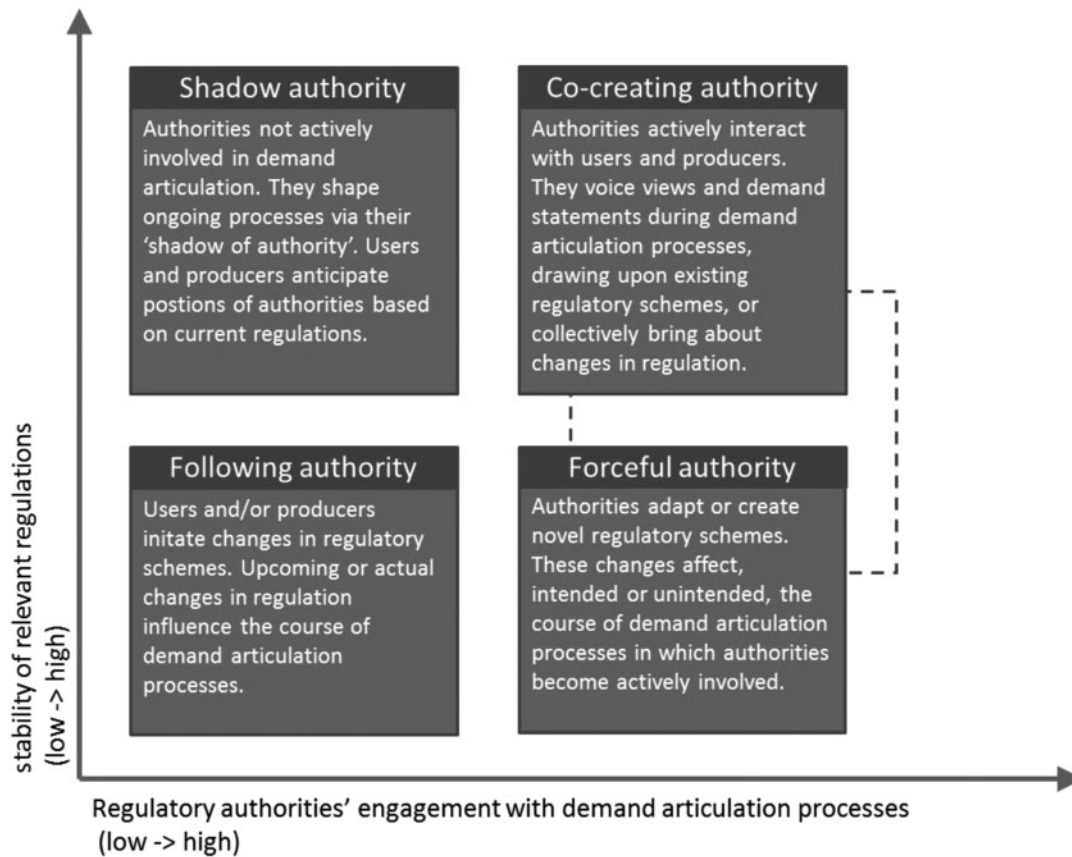 Shadow authority
Authorities not actively
involved in demand
articulation. They shape
ongoing processes via their
‘shadow of authority’. Users
and producers anticipate
postions of authorities based
on current regulations.
Co-creating authority
Authorities actively interact
with users and producers.
They voice views and demand
statements during demand
articulation processes,
drawing upon existing
regulatory schemes, or
collectively bring about
changes in regulation.
Following authority
Users and/or producers
initate changes in regulatory
schemes. Upcoming or actual
changes in regulation
influence the course of
demand articulation
processes.
Forceful authority
Authorities adapt or create
novel regulatory schemes.
These changes affect,
intended or unintended, the
course of demand articulation
processes in which authorities
become actively involved.
stability of relevant regulations
(low -> high)
Regulatory authorities’ engagement with demand articulation processes
(low -> high)